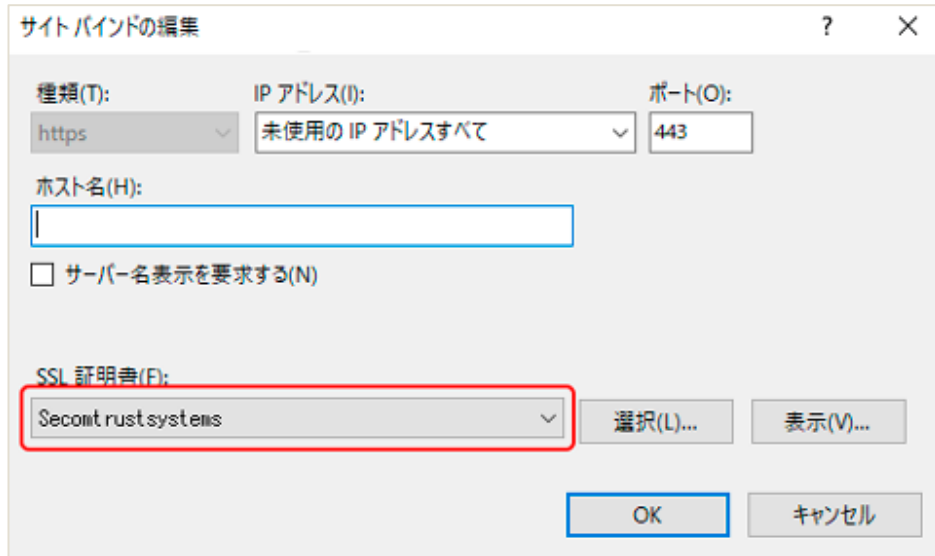 サイト バインドの編集 ? ×
種類(T): IP アドレス(I): ポート(O):
https 未使用の IP アドレスすべて 443
ホスト名(H):
サーバー名表示を要求する(N)
SSL 証明書(F):
Secomtrustsystems 選択(L)... 表示(V)...
OK キャンセル